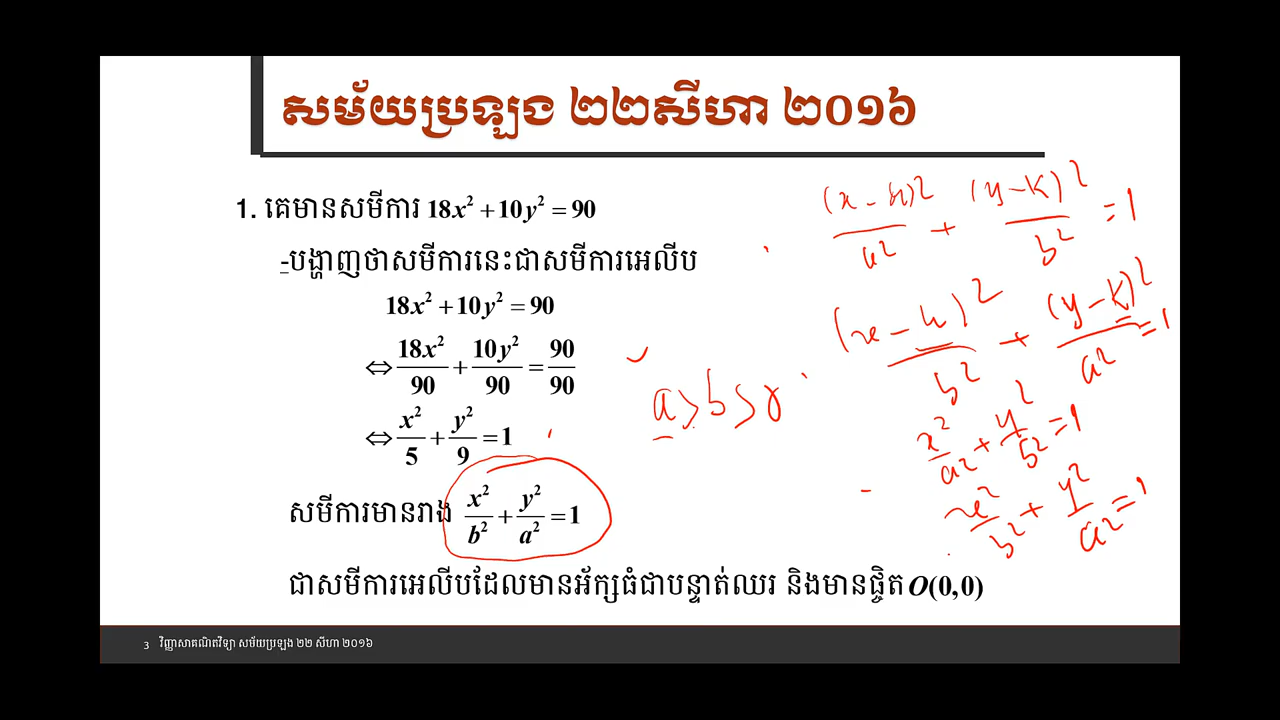 សម័យប្រឡង ២២សីហា ២០១៦
1. គេមានសមីការ 18x² + 10y² = 90
-បង្ហាញថាសមីការនេះជាសមីការអេលីប
18x² + 10y² = 90
⇔ 18x²/90 + 10y²/90 = 90/90
⇔ x²/5 + y²/9 = 1
សមីការមានរាង x²/b² + y²/a² = 1
ជាសមីការអេលីបដែលមានអ័ក្សធំជាបន្ទាត់ឈរ និងមានផ្ចិត O(0,0)
(x-h)²/a² + (y-k)²/b² = 1
(x-h)²/b² + (y-k)²/a² = 1
a > b >
x²/a² + y²/b² = 1
x²/b² + y²/a² = 1
3 វិញ្ញាសាគណិតវិទ្យា សម័យប្រឡង ២២ សីហា ២០១៦